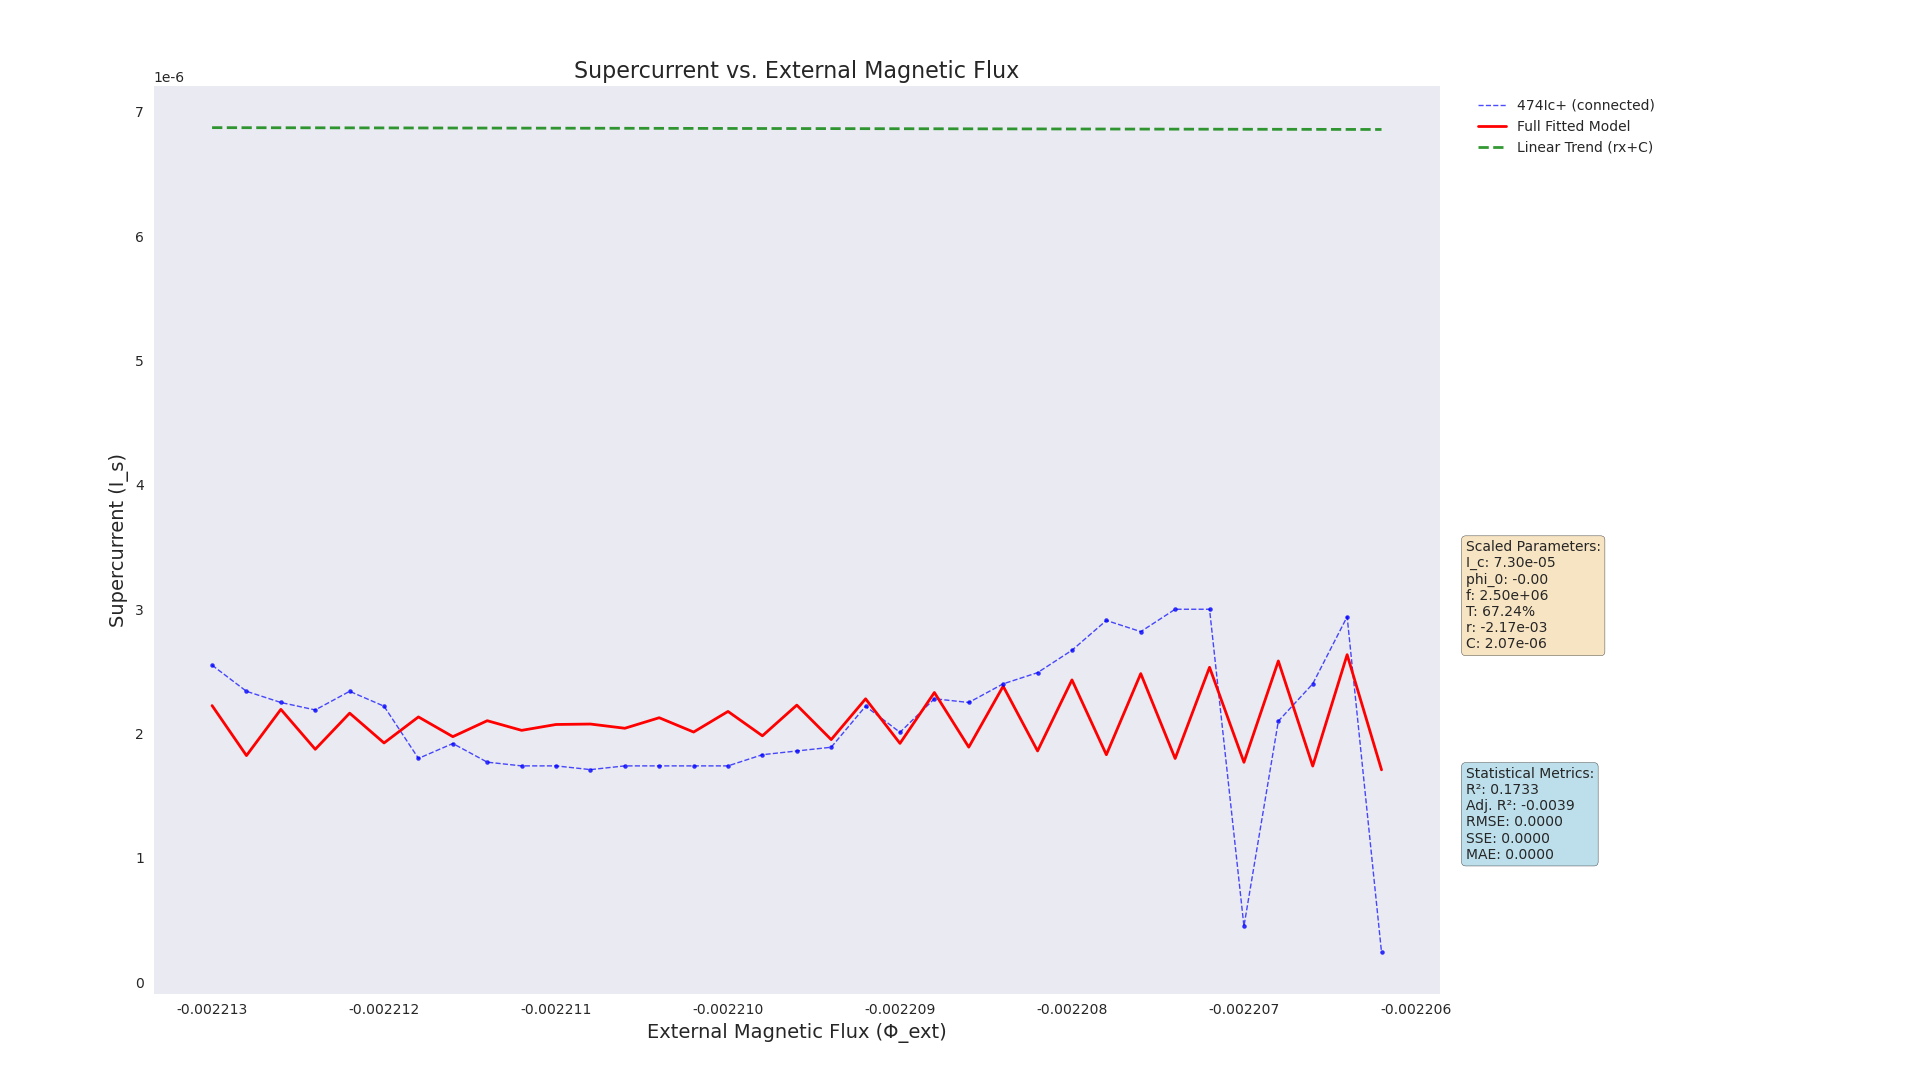 Supercurrent vs. External Magnetic Flux
1e-6
7
6
5
4
3
2
1
0
Supercurrent (I_s)
-0.002213
-0.002212
-0.002211
-0.002210
-0.002209
-0.002208
-0.002207
-0.002206
External Magnetic Flux (Φ_ext)
474Ic+ (connected)
Full Fitted Model
Linear Trend (rx+C)
Scaled Parameters:
I_c: 7.30e-05
phi_0: -0.00
f: 2.50e+06
T: 67.24%
r: -2.17e-03
C: 2.07e-06
Statistical Metrics:
R²: 0.1733
Adj. R²: -0.0039
RMSE: 0.0000
SSE: 0.0000
MAE: 0.0000